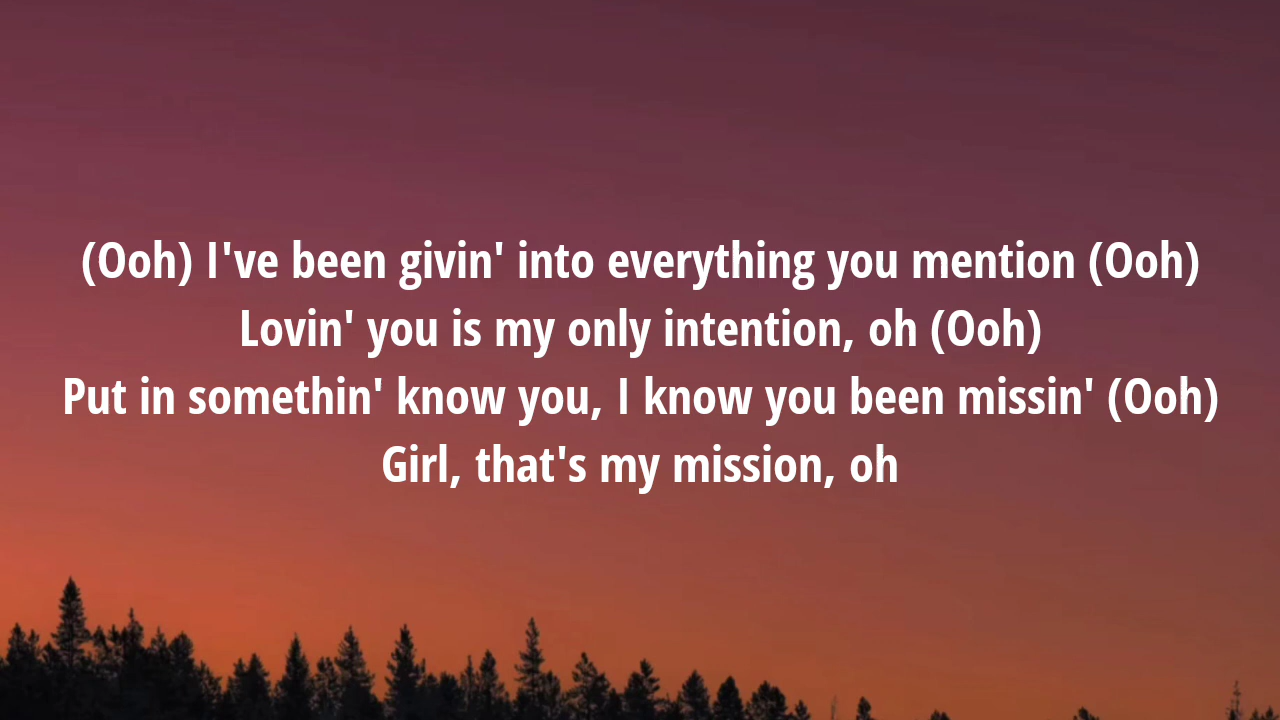 (Ooh) I've been givin' into everything you mention (Ooh)
Lovin' you is my only intention, oh (Ooh)
Put in somethin' know you, I know you been missin' (Ooh)
Girl, that's my mission, oh